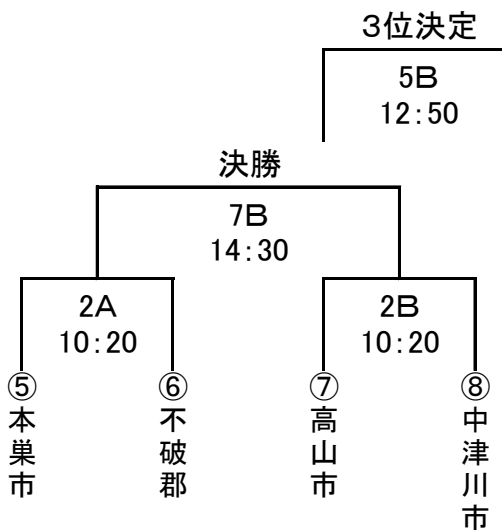 3位決定
5B
12:50
決勝
7B
14:30
2A
10:20
2B
10:20
⑤本巣市
⑥不破郡
⑦高山市
⑧中津川市